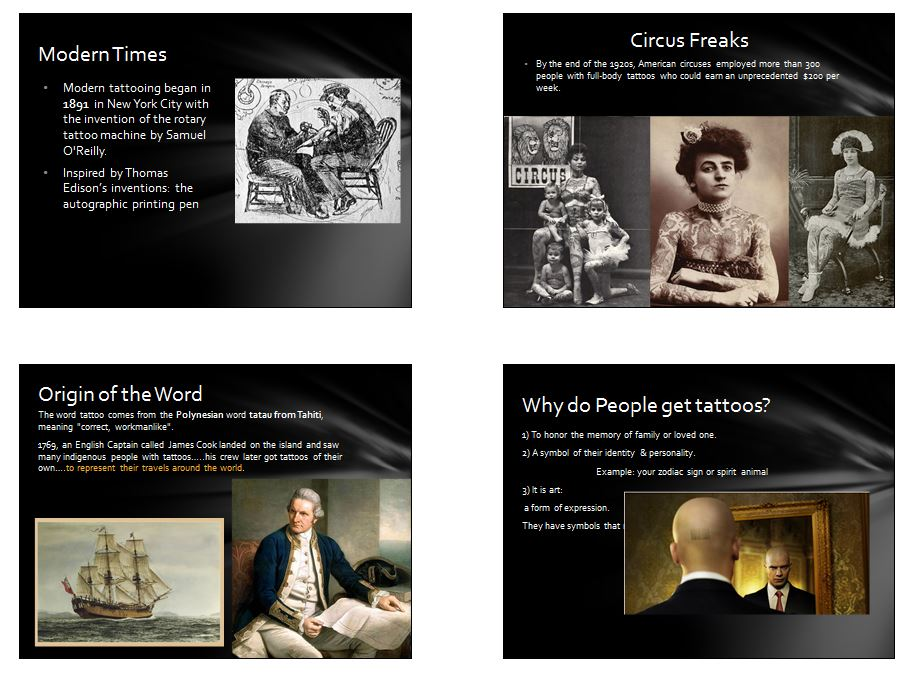 Modern Times
• Modern tattooing began in
1891 in New York City with
the invention of the rotary
tattoo machine by Samuel
O'Reilly.
• Inspired by Thomas
Edison's inventions: the
autographic printing pen
Circus Freaks
• By the end of the 1920s, American circuses employed more than 300
people with full-body tattoos who could earn an unprecedented $200 per
week.
CIRCUS
Origin of the Word
The word tattoo comes from the Polynesian word tatau from Tahiti,
meaning "correct, workmanlike".
1769, an English Captain called James Cook landed on the island and saw
many indigenous people with tattoos.....his crew later got tattoos of their
own....to represent their travels around the world.
Why do People get tattoos?
1) To honor the memory of family or loved one.
2) A symbol of their identity & personality.
Example: your zodiac sign or spirit animal
3) It is art:
a form of expression.
They have symbols that